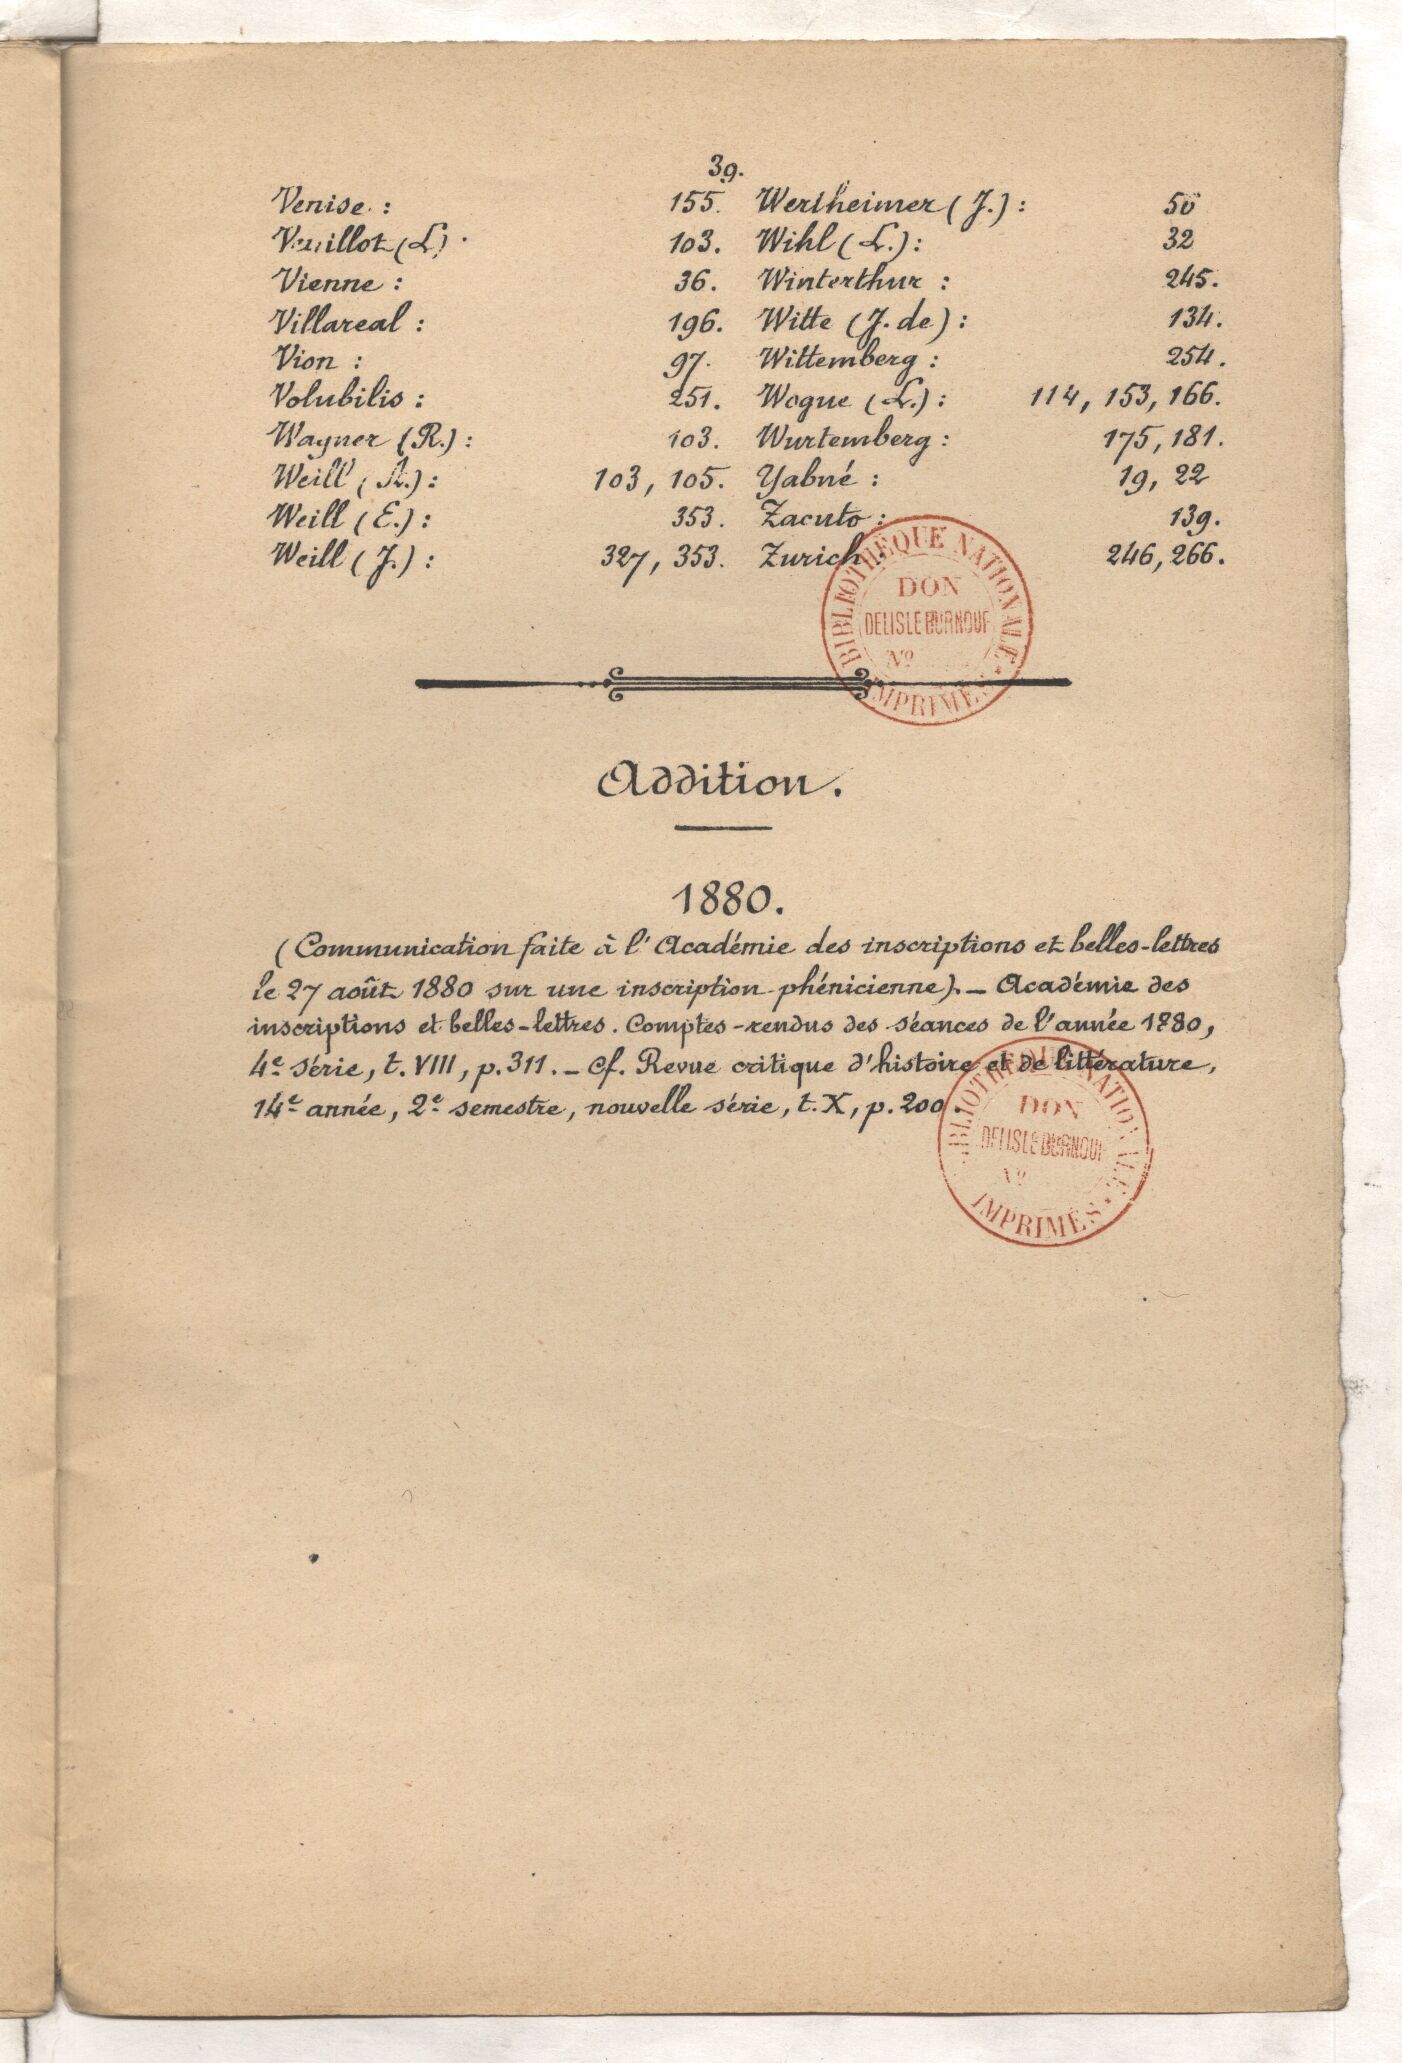 39.
Venise : 155.
Veuillot (L) 103.
Vienne : 36.
Villareal : 196.
Vion : 97.
Volubilis : 251.
Wagner (R.) : 103.
Weill (A.) : 103, 105.
Weill (E.) : 353.
Weill (J.) : 327, 353.
Wertheimer (J.) : 50
Wihl (L.) : 32
Winterthur : 245.
Witte (J. de) : 134.
Wittemberg : 254.
Wogue (L.) : 114, 153, 166.
Wurtemberg : 175, 181.
Yabné : 19, 22
Zacuto : 139.
Zurich : 246, 266.
BIBLIOTHÈQUE NATIONALE
DON
DELISLE BURNOUF
No
IMPRIMÉS
Addition.
1880.
(Communication faite à l'Académie des inscriptions et belles-lettres
le 27 août 1880 sur une inscription phénicienne). _ Académie des
inscriptions et belles-lettres. Comptes-rendus des séances de l'année 1880,
4e série, t. VIII, p. 311. _ Cf. Revue critique d'histoire et de littérature,
14e année, 2e semestre, nouvelle série, t. X, p. 200.
BIBLIOTHÈQUE NATIONALE
DON
DELISLE BURNOUF
No
IMPRIMÉS